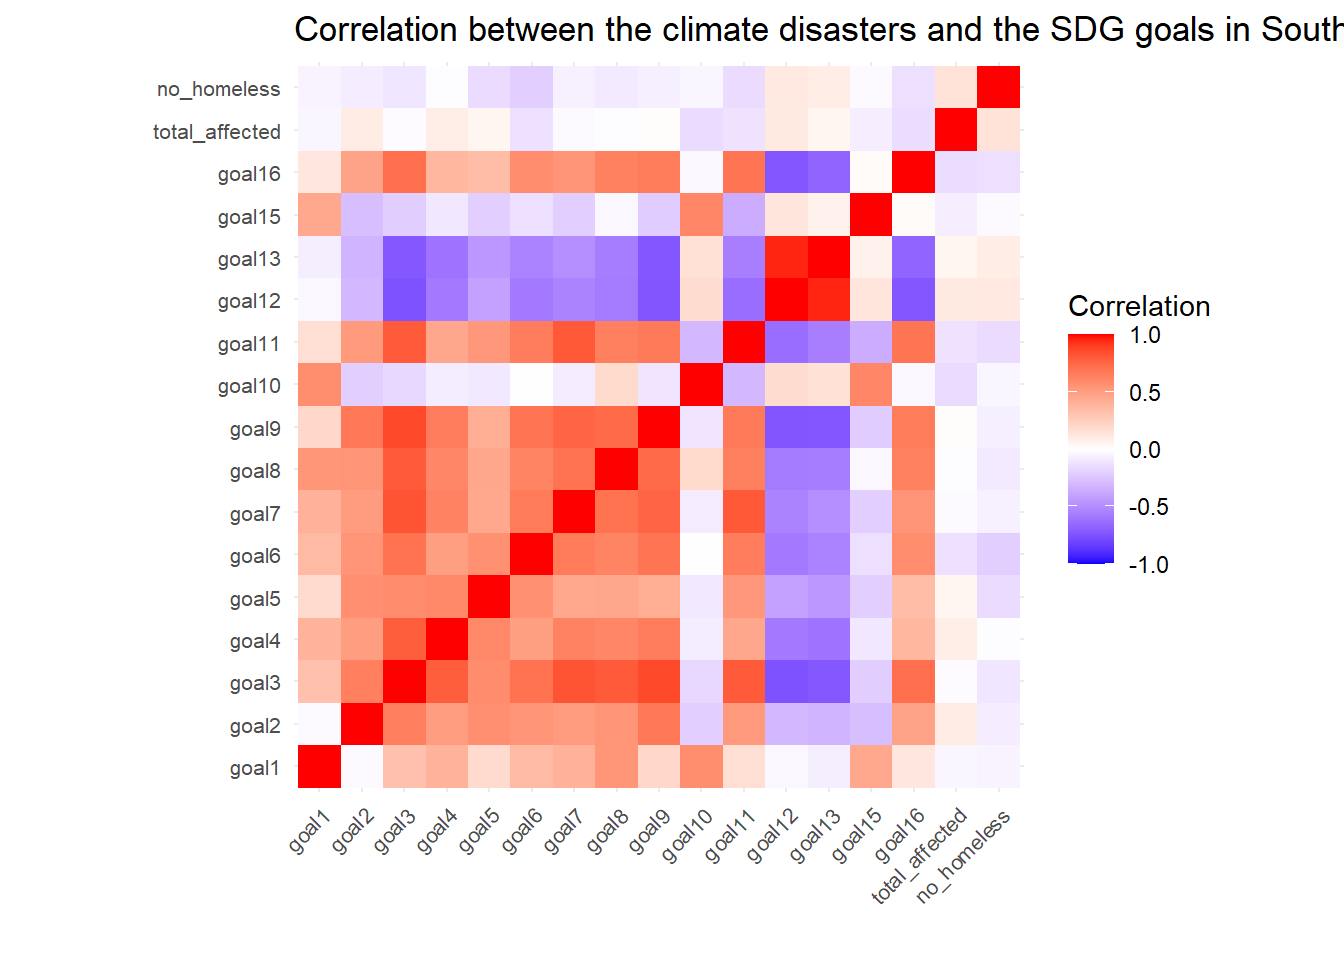 Correlation between the climate disasters and the SDG goals in South
no_homeless
total_affected
goal16
goal15
goal13
goal12
goal11
goal10
goal9
goal8
goal7
goal6
goal5
goal4
goal3
goal2
goal1
goal1
goal2
goal3
goal4
goal5
goal6
goal7
goal8
goal9
goal10
goal11
goal12
goal13
goal15
goal16
total_affected
no_homeless
Correlation
1.0
0.5
0.0
-0.5
-1.0